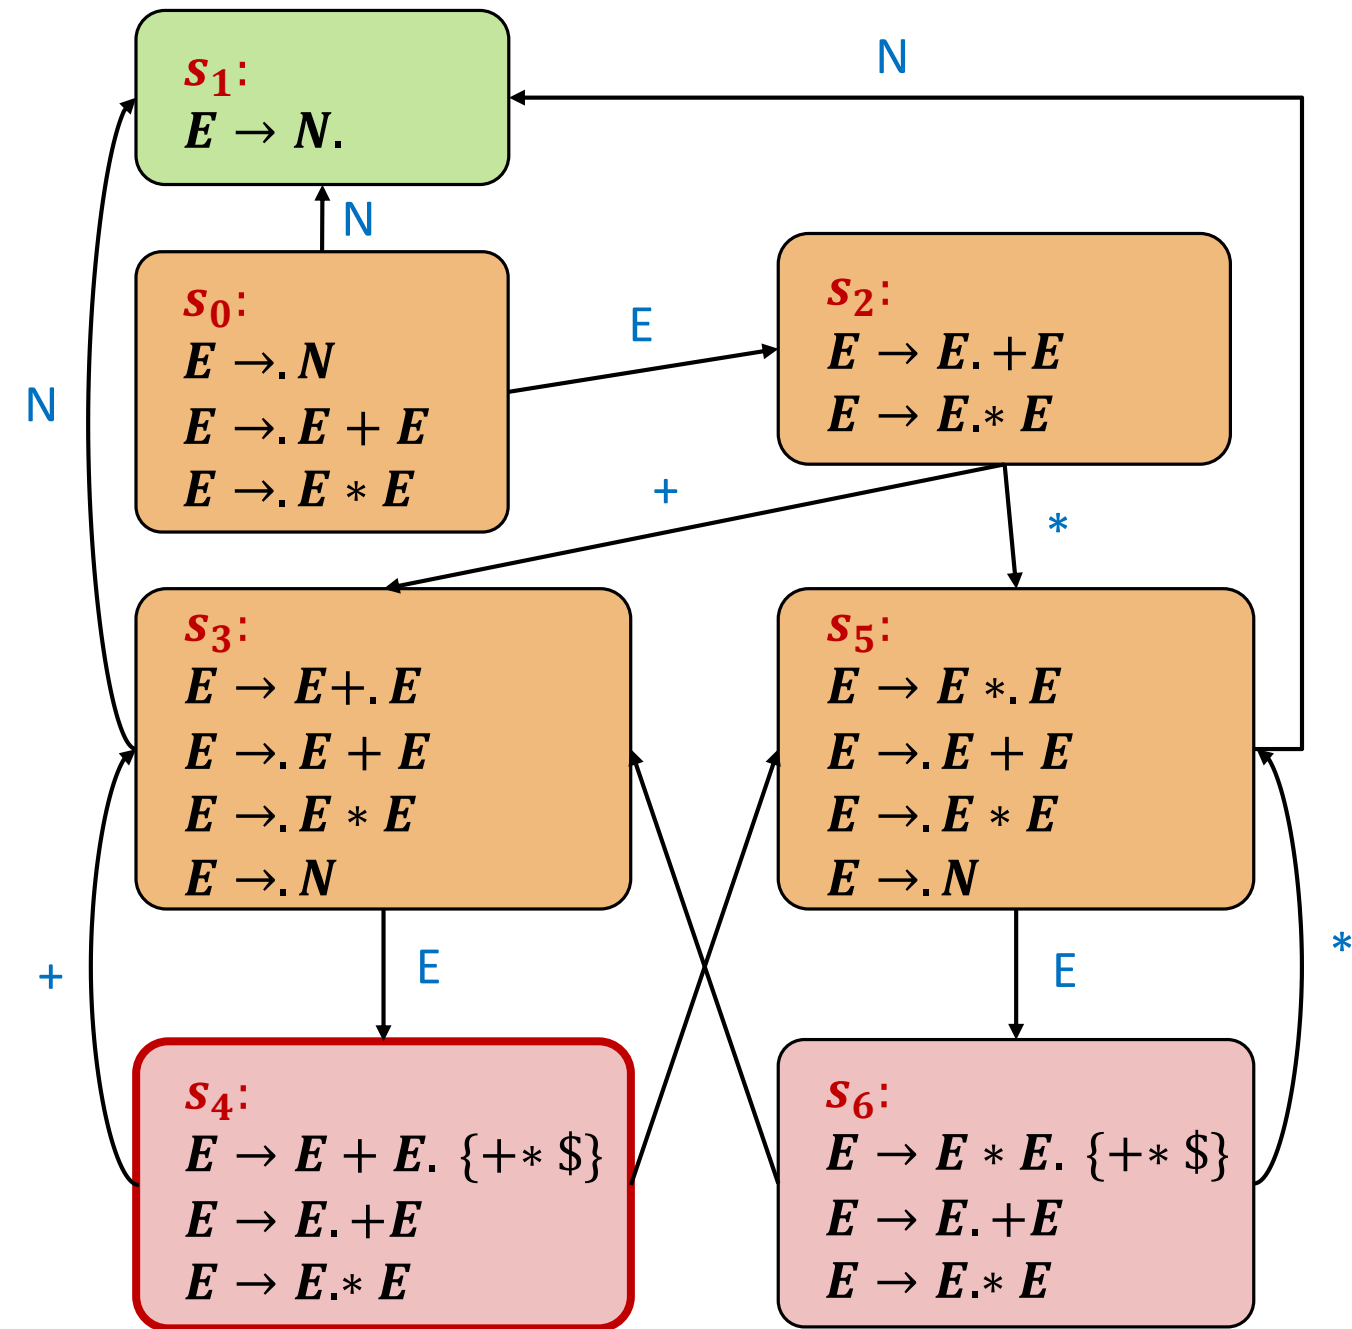 s₁:
E → N.
N
N
s₀:
E →. N
E →. E + E
E →. E * E
E
s₂:
E → E. +E
E → E.* E
N
+
*
s₃:
E → E+. E
E →. E + E
E →. E * E
E →. N
s₅:
E → E *. E
E →. E + E
E →. E * E
E →. N
+
E
E
*
s₄:
E → E + E. {+* $}
E → E. +E
E → E.* E
s₆:
E → E * E. {+* $}
E → E. +E
E → E.* E